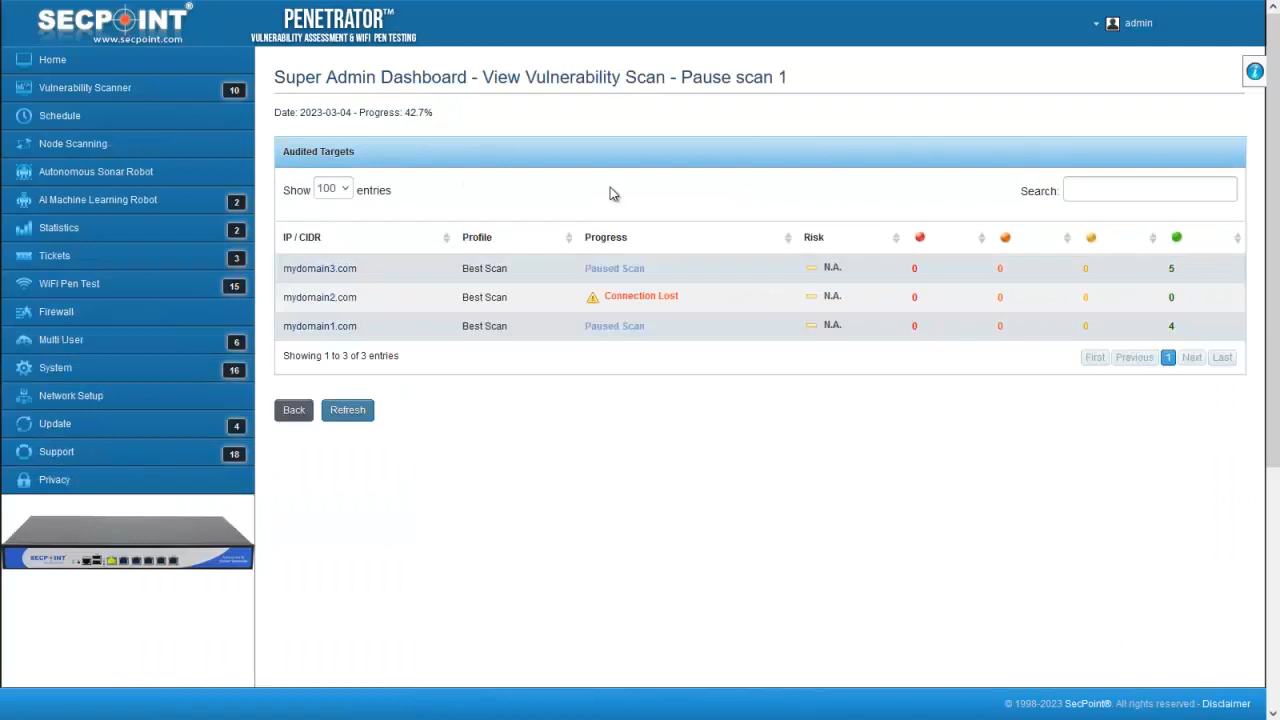 SECPOINT®
www.secpoint.com
PENETRATOR™
VULNERABILITY ASSESSMENT & WIFI PEN TESTING
admin
Home
Vulnerability Scanner 10
Schedule
Node Scanning
Autonomous Sonar Robot
AI Machine Learning Robot 2
Statistics 2
Tickets 3
WiFi Pen Test 15
Firewall
Multi User 6
System 16
Network Setup
Update 4
Support 18
Privacy
SECPOINT
Super Admin Dashboard - View Vulnerability Scan - Pause scan 1
Date: 2023-03-04 - Progress: 42.7%
Audited Targets
Show 100 entries Search:
IP / CIDR Profile Progress Risk
mydomain3.com Best Scan Paused Scan N.A. 0 0 0 5
mydomain2.com Best Scan Connection Lost N.A. 0 0 0 0
mydomain1.com Best Scan Paused Scan N.A. 0 0 0 4
Showing 1 to 3 of 3 entries First Previous 1 Next Last
Back Refresh
© 1998-2023 SecPoint®. All rights reserved - Disclaimer